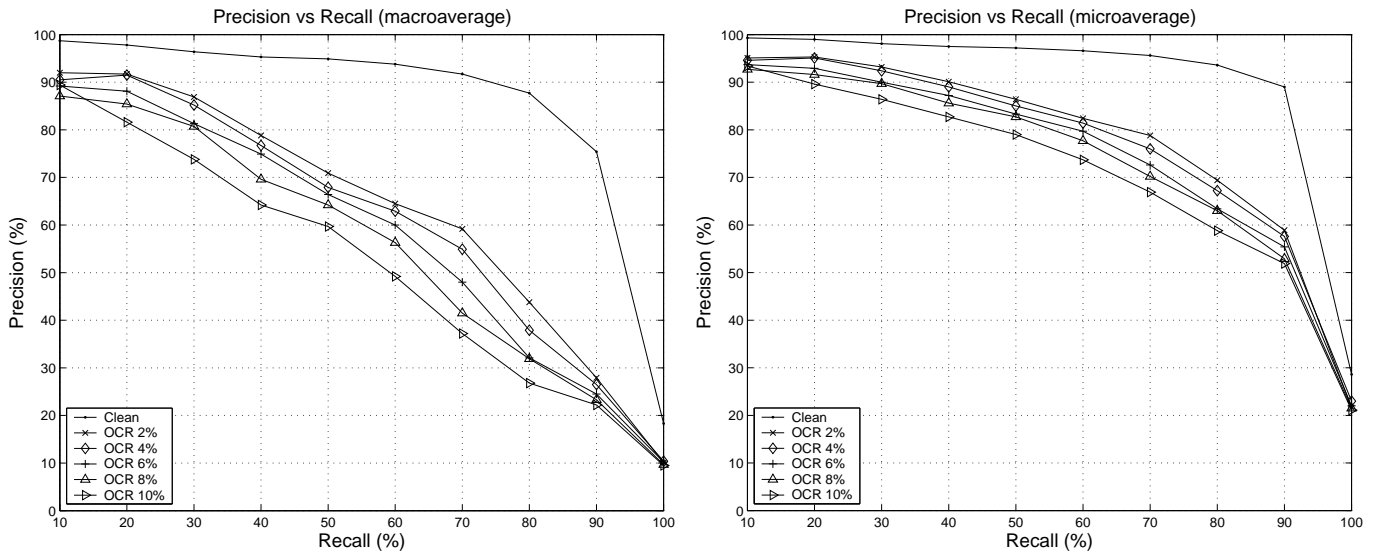 Precision vs Recall (macroaverage)
100
90
80
70
60
50
40
30
20
10
0
Precision (%)
Clean
OCR 2%
OCR 4%
OCR 6%
OCR 8%
OCR 10%
10 20 30 40 50 60 70 80 90 100
Recall (%)
Precision vs Recall (microaverage)
100
90
80
70
60
50
40
30
20
10
0
Precision (%)
Clean
OCR 2%
OCR 4%
OCR 6%
OCR 8%
OCR 10%
10 20 30 40 50 60 70 80 90 100
Recall (%)